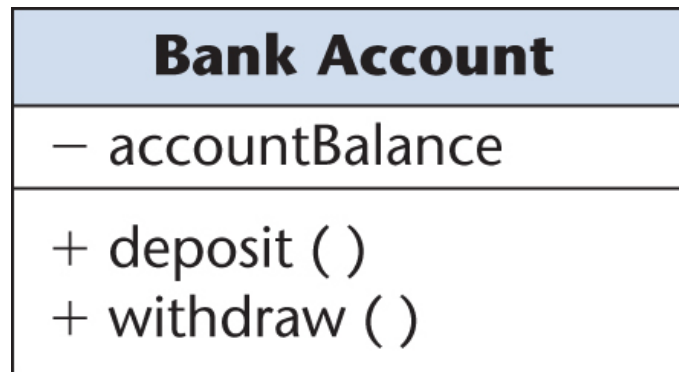 Bank Account
− accountBalance
+ deposit ( )
+ withdraw ( )